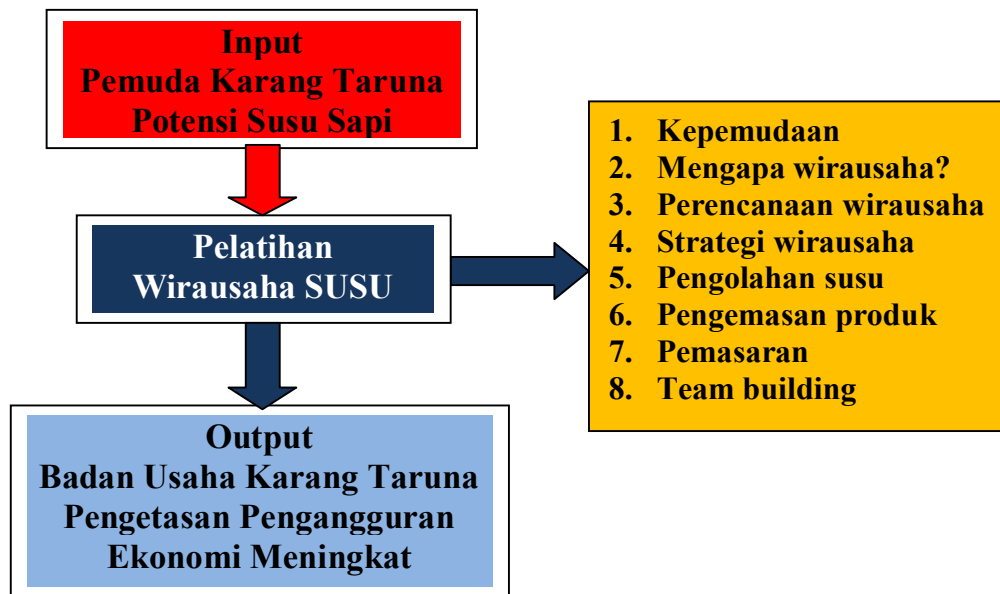 Input
Pemuda Karang Taruna
Potensi Susu Sapi
Pelatihan
Wirausaha SUSU
1. Kepemudaan
2. Mengapa wirausaha?
3. Perencanaan wirausaha
4. Strategi wirausaha
5. Pengolahan susu
6. Pengemasan produk
7. Pemasaran
8. Team building
Output
Badan Usaha Karang Taruna
Pengetasan Pengangguran
Ekonomi Meningkat